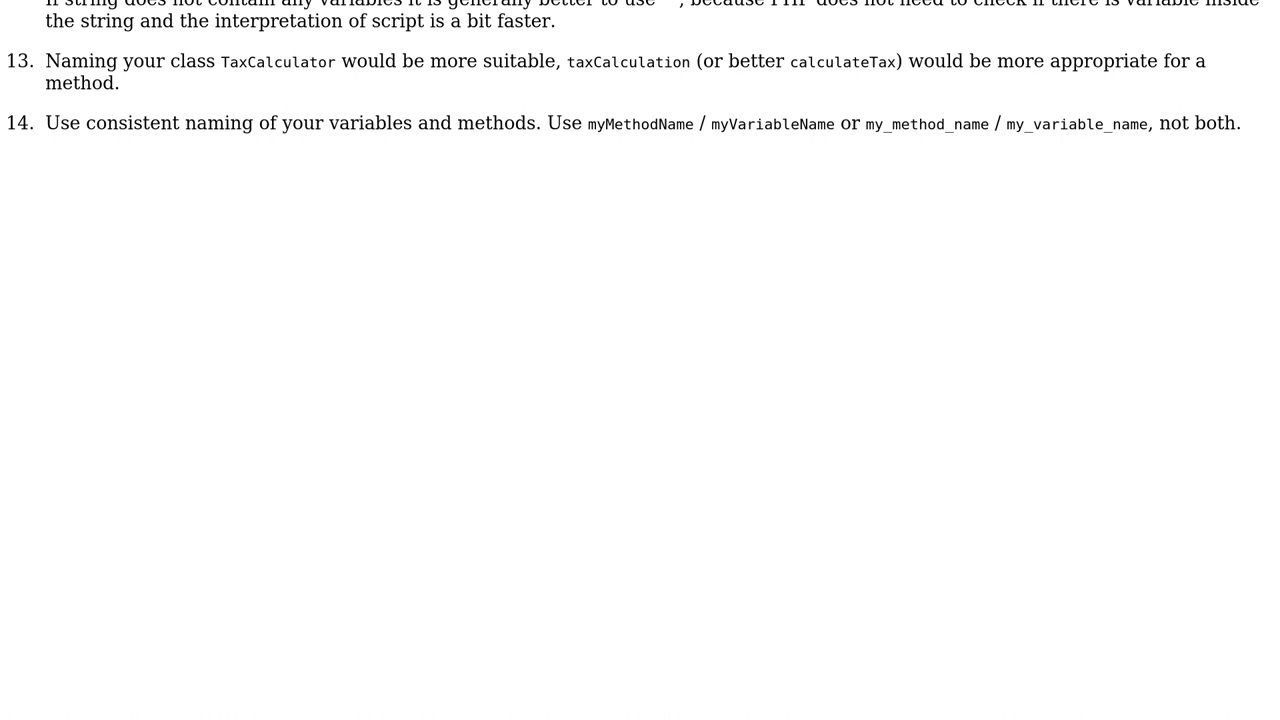 If string does not contain any variables it is generally better to use '', because PHP does not need to check if there is variable inside
the string and the interpretation of script is a bit faster.
13. Naming your class TaxCalculator would be more suitable, taxCalculation (or better calculateTax) would be more appropriate for a
method.
14. Use consistent naming of your variables and methods. Use myMethodName / myVariableName or my_method_name / my_variable_name, not both.